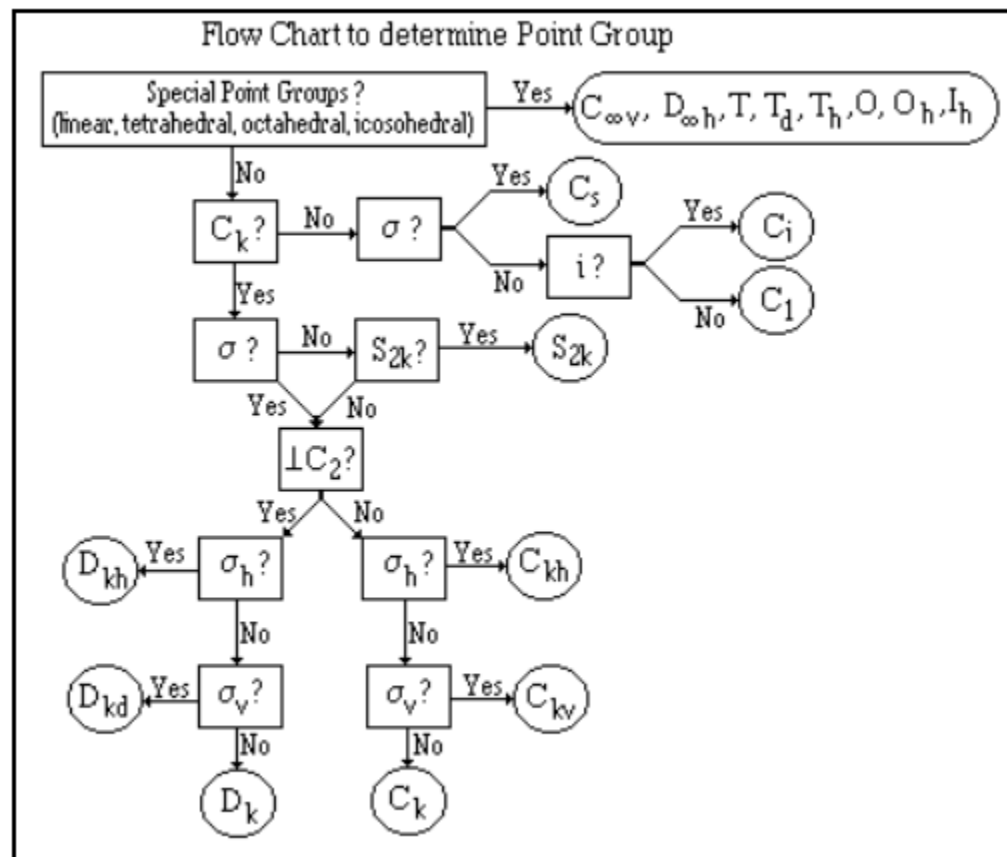 Flow Chart to determine Point Group
Special Point Groups ?
(linear, tetrahedral, octahedral, icosohedral)
Yes
C∞v, D∞h, T, Td, Th, O, Oh, Ih
No
Ck?
No
σ ?
Yes
Cs
No
i ?
Yes
Ci
No
C1
Yes
σ ?
No
S2k?
Yes
S2k
Yes
No
⊥C2?
Yes
No
σh?
Yes
Dkh
σh?
Yes
Ckh
No
No
σv?
Yes
Dkd
σv?
Yes
Ckv
No
No
Dk
Ck